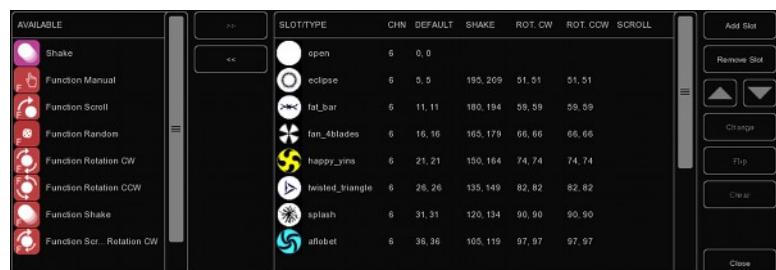 AVAILABLE
Shake
F Function Manual
F Function Scroll
F Function Random
F Function Rotation CW
F Function Rotation CCW
F Function Shake
F Function Scr... Rotation CW
>>
<<
SLOT/TYPE CHN DEFAULT SHAKE ROT. CW ROT. CCW SCROLL
open 6 0, 0
eclipse 6 5, 5 195, 209 51, 51 51, 51
fat_bar 6 11, 11 180, 194 59, 59 59, 59
fan_4blades 6 16, 16 165, 179 66, 66 66, 66
happy_yins 6 21, 21 150, 164 74, 74 74, 74
twisted_triangle 6 26, 26 135, 149 82, 82 82, 82
splash 6 31, 31 120, 134 90, 90 90, 90
aflobet 6 36, 36 105, 119 97, 97 97, 97
Add Slot
Remove Slot
Change
Flip
Clear
Close